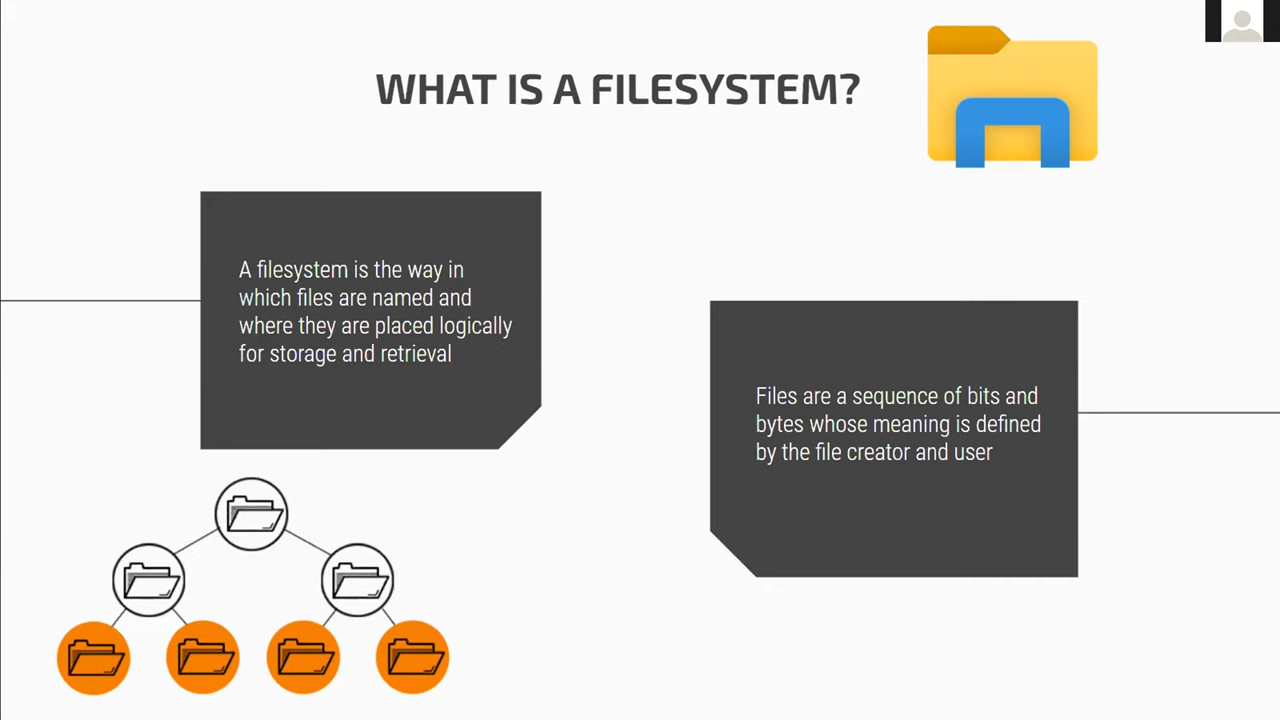 WHAT IS A FILESYSTEM?
A filesystem is the way in
which files are named and
where they are placed logically
for storage and retrieval
Files are a sequence of bits and
bytes whose meaning is defined
by the file creator and user